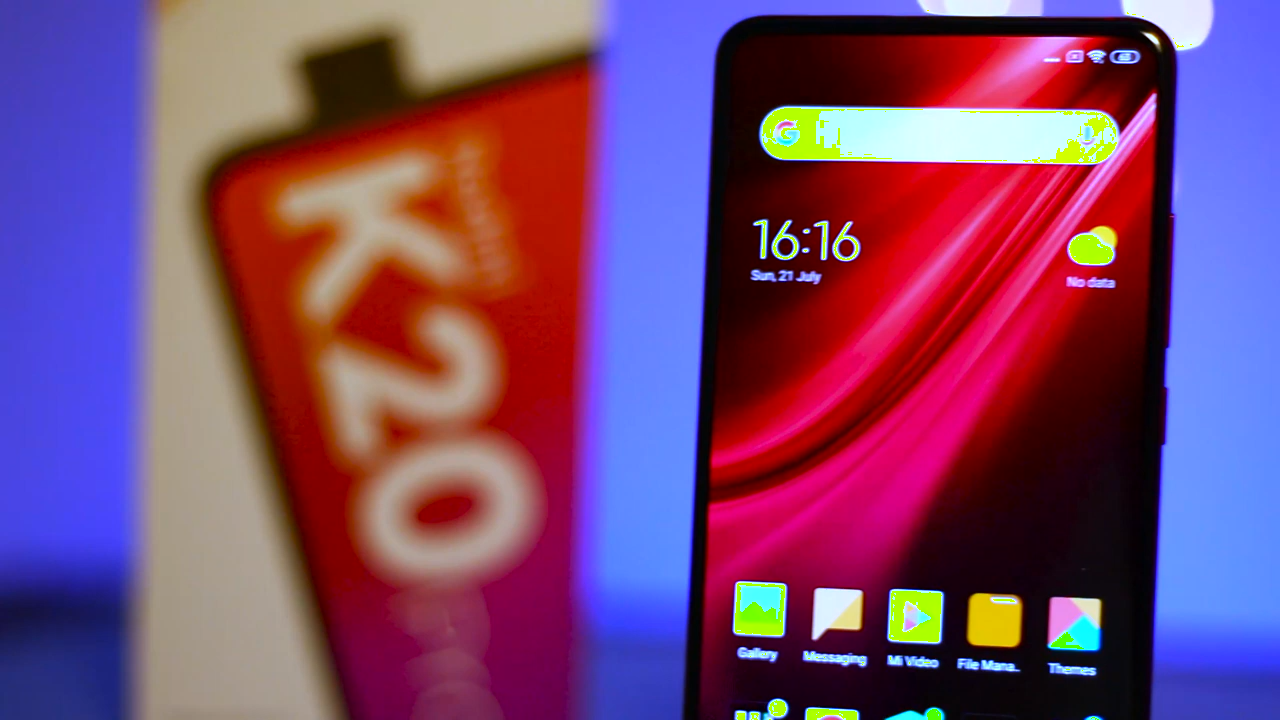 K20
16:16
Sun, 21 July
No data
Gallery
Messaging
Mi Video
File Mana..
Themes